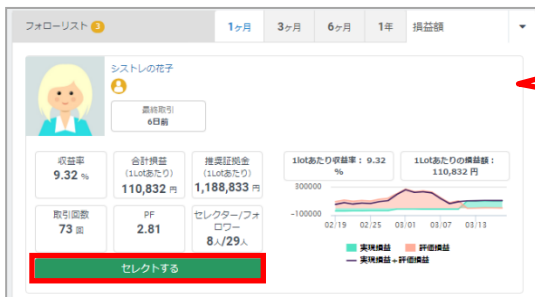 フォローリスト 3
1ヶ月 3ヶ月 6ヶ月 1年 損益額
シストレの花子
最終取引
6日前
収益率
9.32 %
合計損益
(1Lotあたり)
110,832 円
推奨証拠金
(1Lotあたり)
1,188,833 円
取引回数
73 回
PF
2.81
セレクター/フォ
ロワー
8人/29人
セレクトする
1lotあたり収益率： 9.32
%
1Lotあたりの損益額：
110,832 円
300000
-100000
02/19 02/25 03/01 03/07 03/13
実現損益 評価損益
実現損益+評価損益